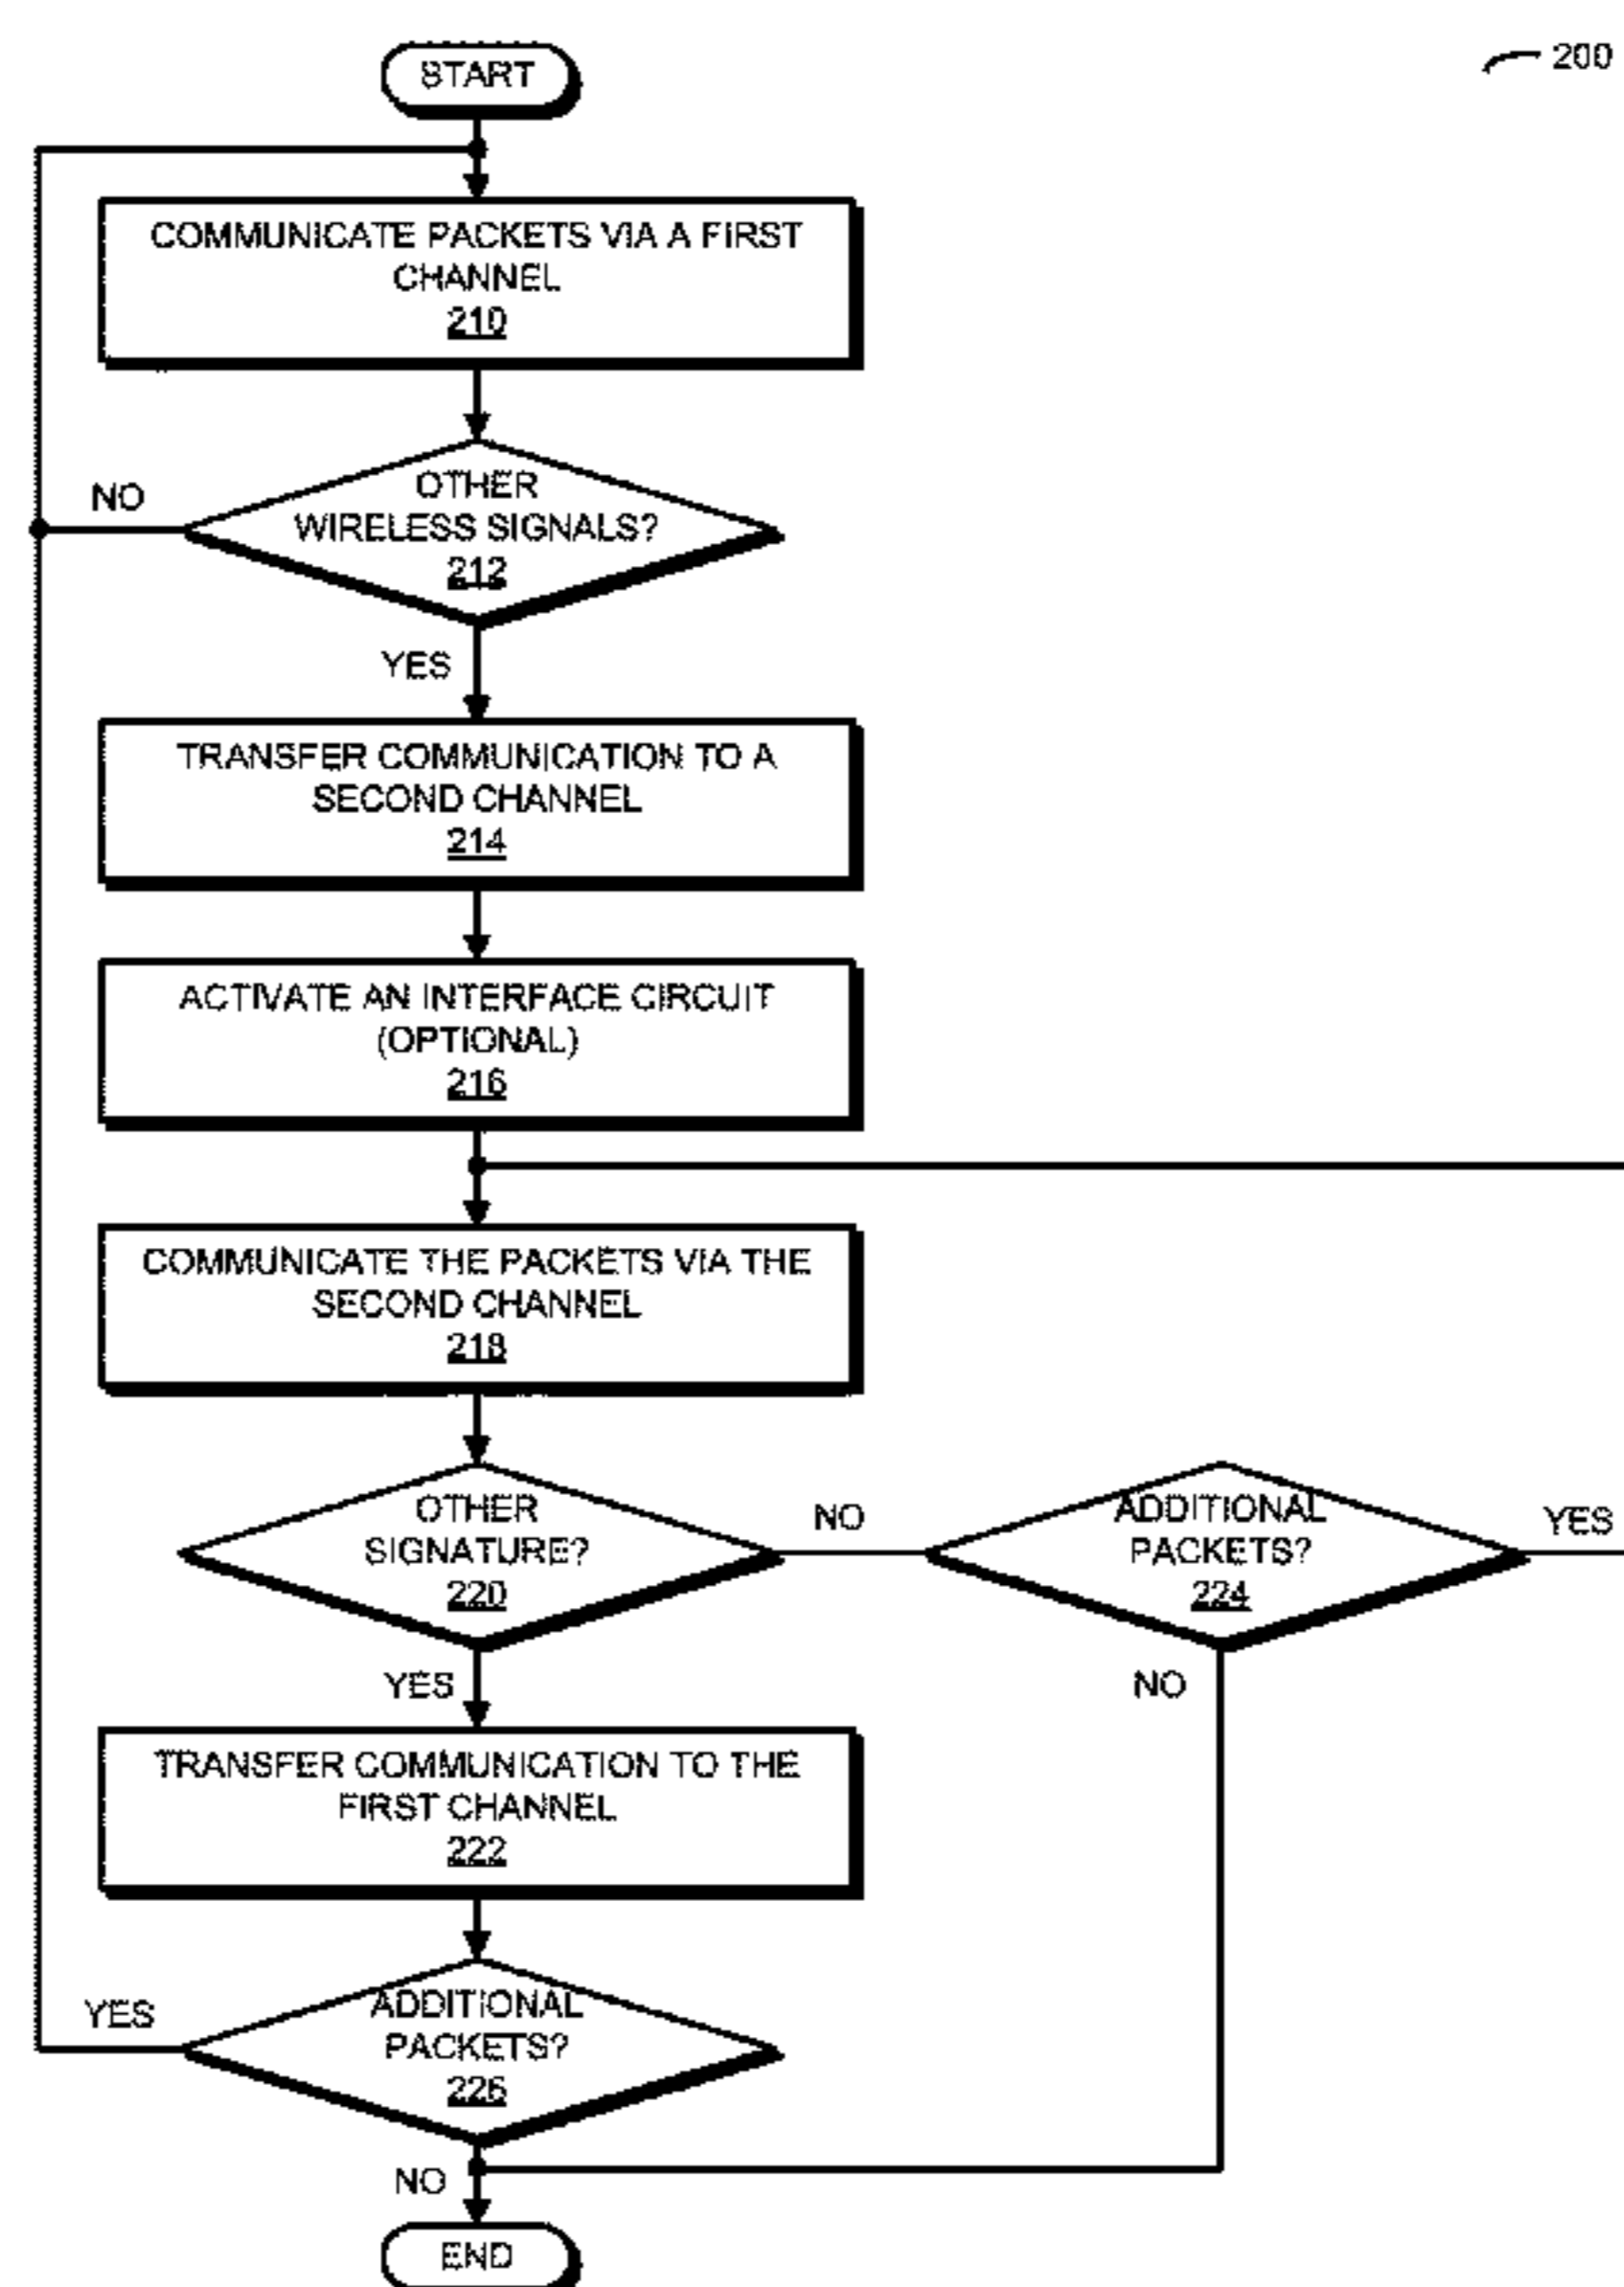 START
200
COMMUNICATE PACKETS VIA A FIRST
CHANNEL
210
OTHER
WIRELESS SIGNALS?
212
NO
YES
TRANSFER COMMUNICATION TO A
SECOND CHANNEL
214
ACTIVATE AN INTERFACE CIRCUIT
(OPTIONAL)
216
COMMUNICATE THE PACKETS VIA THE
SECOND CHANNEL
218
OTHER
SIGNATURE?
220
NO
ADDITIONAL
PACKETS?
224
YES
YES
NO
TRANSFER COMMUNICATION TO THE
FIRST CHANNEL
222
YES
ADDITIONAL
PACKETS?
226
NO
END